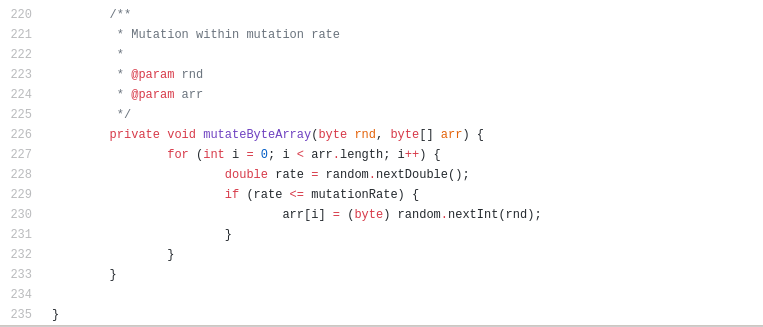 220 /**
221 * Mutation within mutation rate
222 *
223 * @param rnd
224 * @param arr
225 */
226 private void mutateByteArray(byte rnd, byte[] arr) {
227 for (int i = 0; i < arr.length; i++) {
228 double rate = random.nextDouble();
229 if (rate <= mutationRate) {
230 arr[i] = (byte) random.nextInt(rnd);
231 }
232 }
233 }
234
235 }